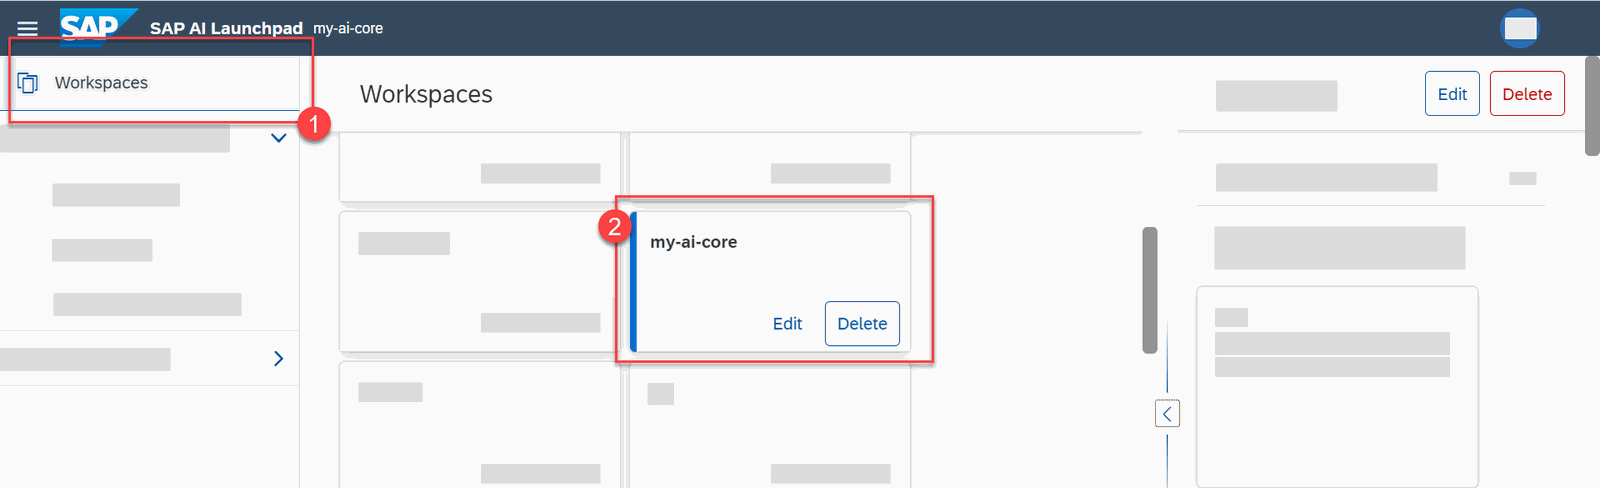 SAP SAP AI Launchpad my-ai-core
Workspaces
1
Workspaces
Edit Delete
2
my-ai-core
Edit Delete